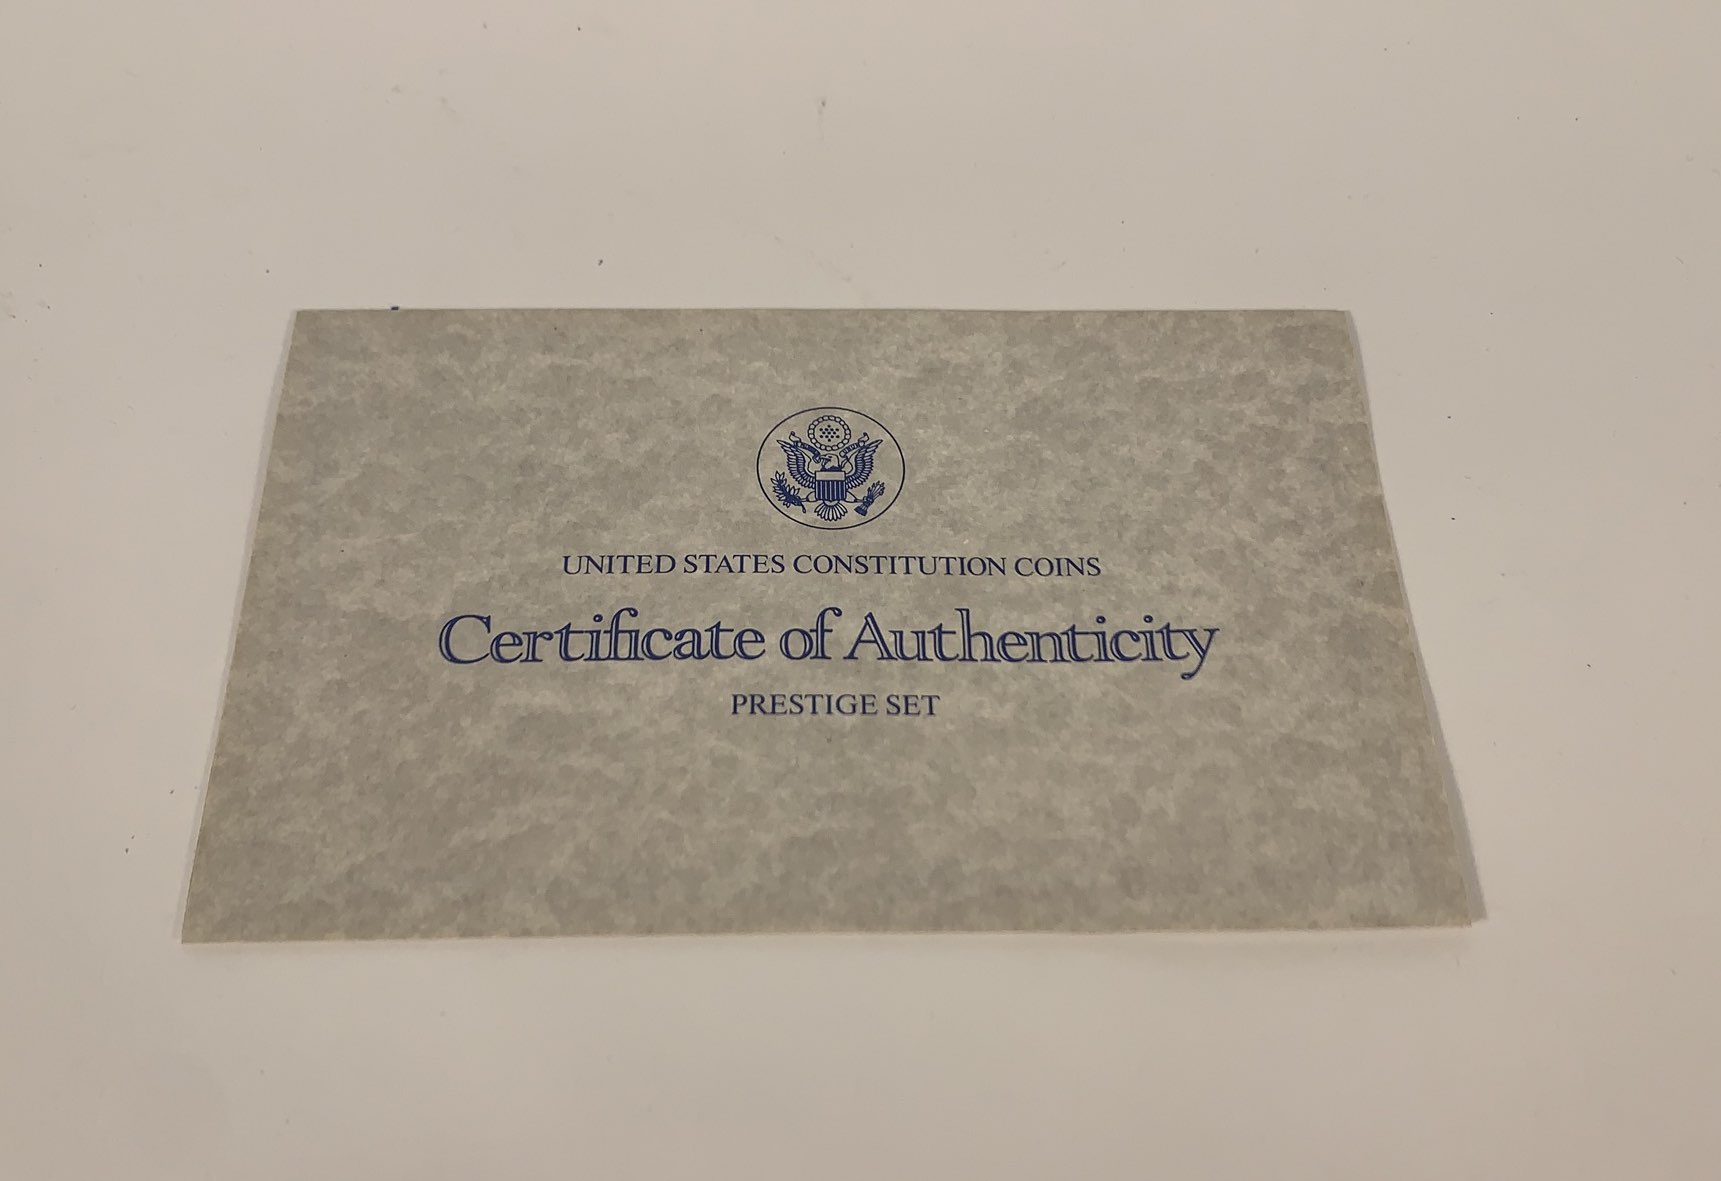 UNITED STATES CONSTITUTION COINS
Certificate of Authenticity
PRESTIGE SET